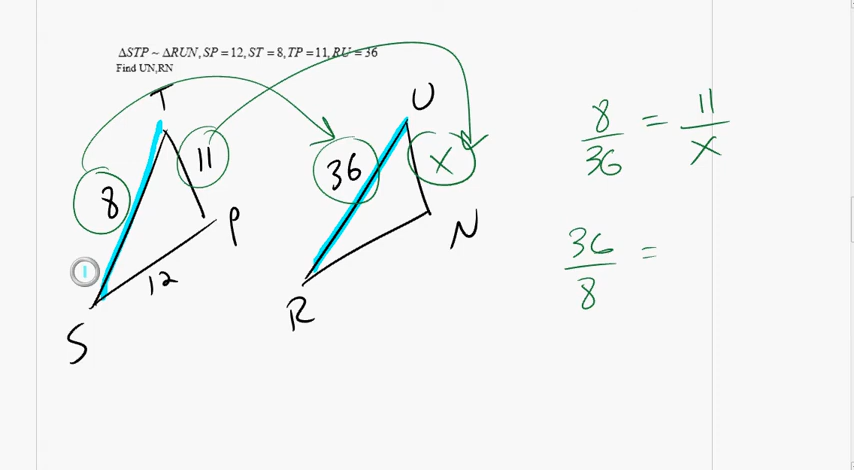 ΔSTP ~ ΔRUN, SP = 12, ST = 8, TP = 11, RU = 36
Find UN,RN
T
U
8
11
36
X
P
N
12
S
R
8/36 = 11/X
36/8 =